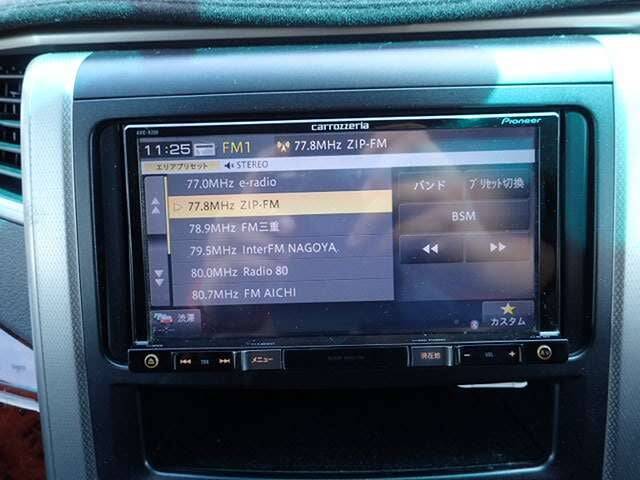 carrozzeria
Pioneer
11:25 FM1 77.8MHz ZIP-FM
エリアプリセット STEREO
77.0MHz e-radio
77.8MHz ZIP-FM
78.9MHz FM三重
79.5MHz InterFM NAGOYA
80.0MHz Radio 80
80.7MHz FM AICHI
バンド プリセット切換
BSM
渋滞
カスタム
TRK メニュー 現在地 - VOL +